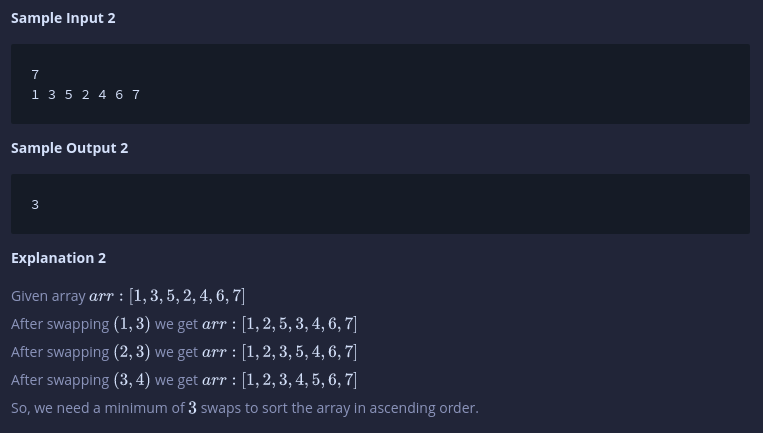 Sample Input 2
7
1 3 5 2 4 6 7
Sample Output 2
3
Explanation 2
Given array arr : [1, 3, 5, 2, 4, 6, 7]
After swapping (1, 3) we get arr : [1, 2, 5, 3, 4, 6, 7]
After swapping (2, 3) we get arr : [1, 2, 3, 5, 4, 6, 7]
After swapping (3, 4) we get arr : [1, 2, 3, 4, 5, 6, 7]
So, we need a minimum of 3 swaps to sort the array in ascending order.